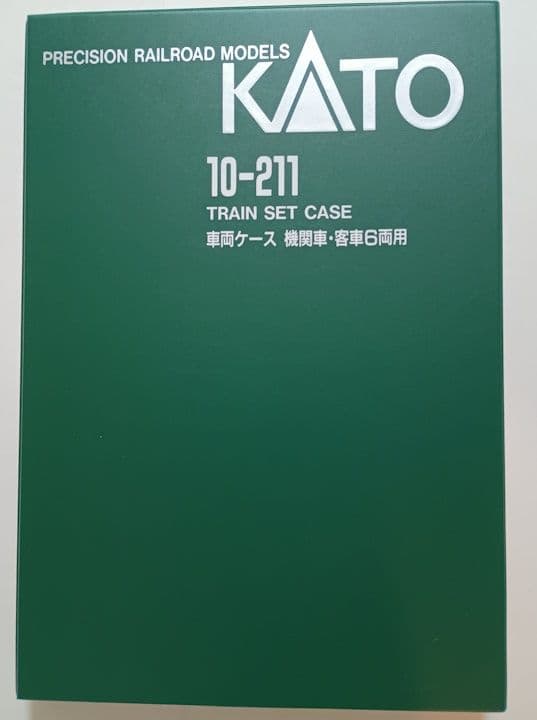 PRECISION RAILROAD MODELS
KATO
10-211
TRAIN SET CASE
車両ケース 機関車・客車6両用